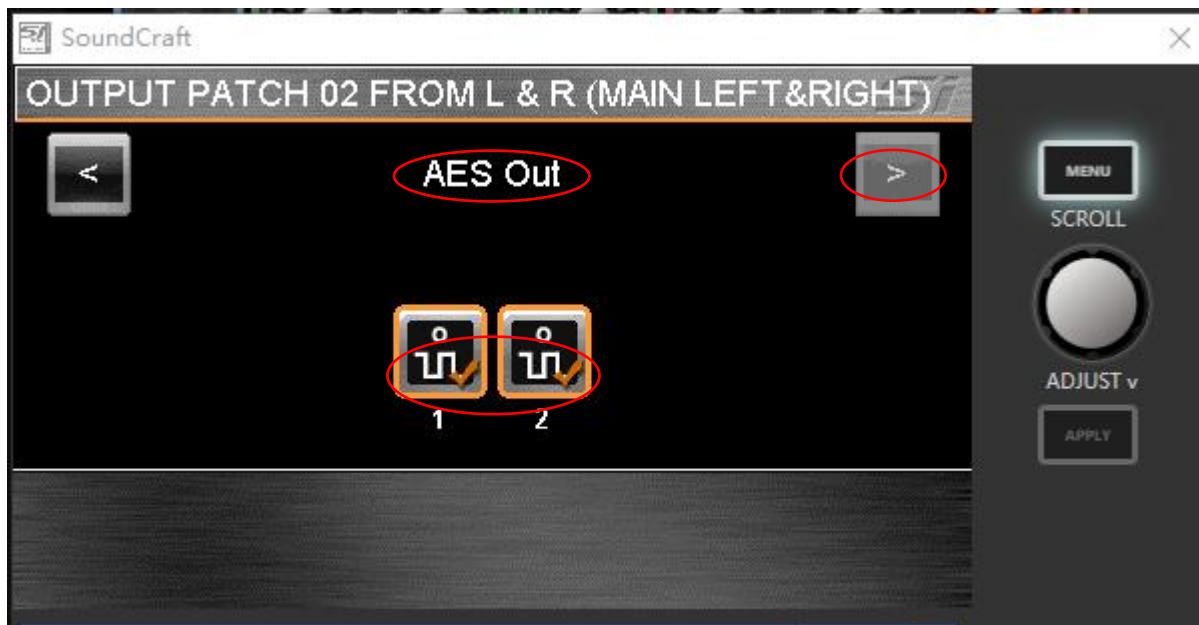 SoundCraft
OUTPUT PATCH 02 FROM L & R (MAIN LEFT&RIGHT)
<
AES Out
>
MENU
SCROLL
1
2
ADJUST v
APPLY